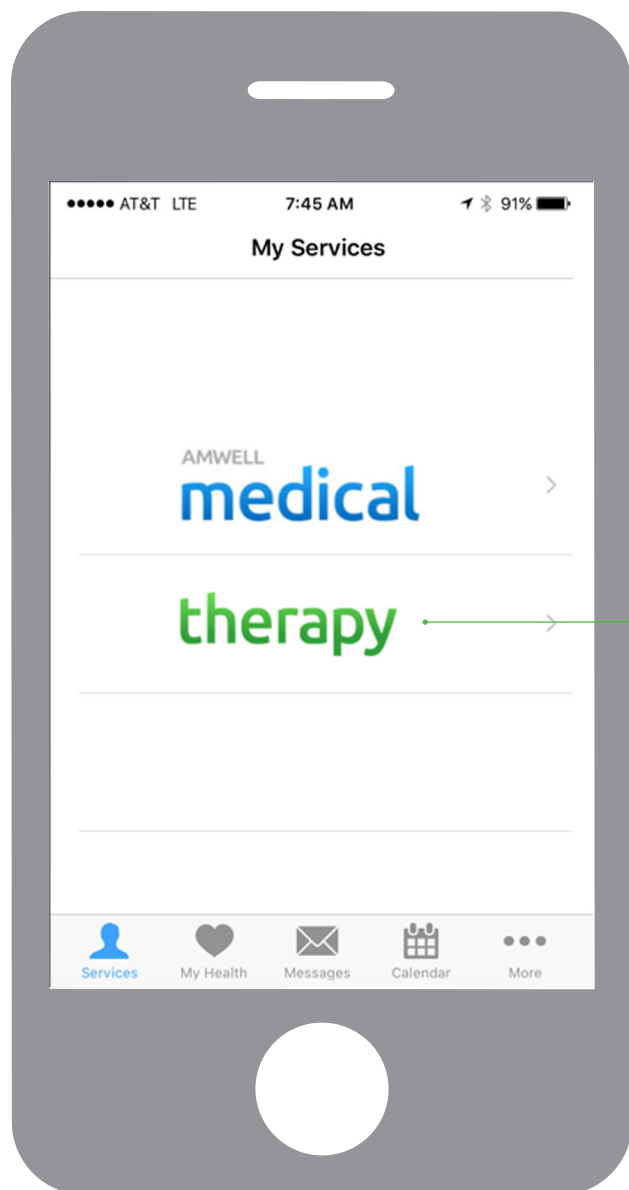 AT&T LTE 7:45 AM 91%
My Services
AMWELL
medical
therapy
Services My Health Messages Calendar More